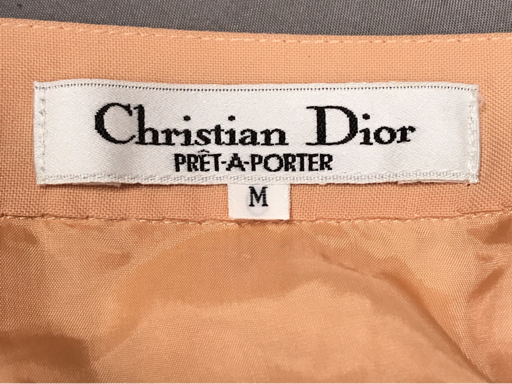 Christian Dior
PRÊT-A-PORTER
M